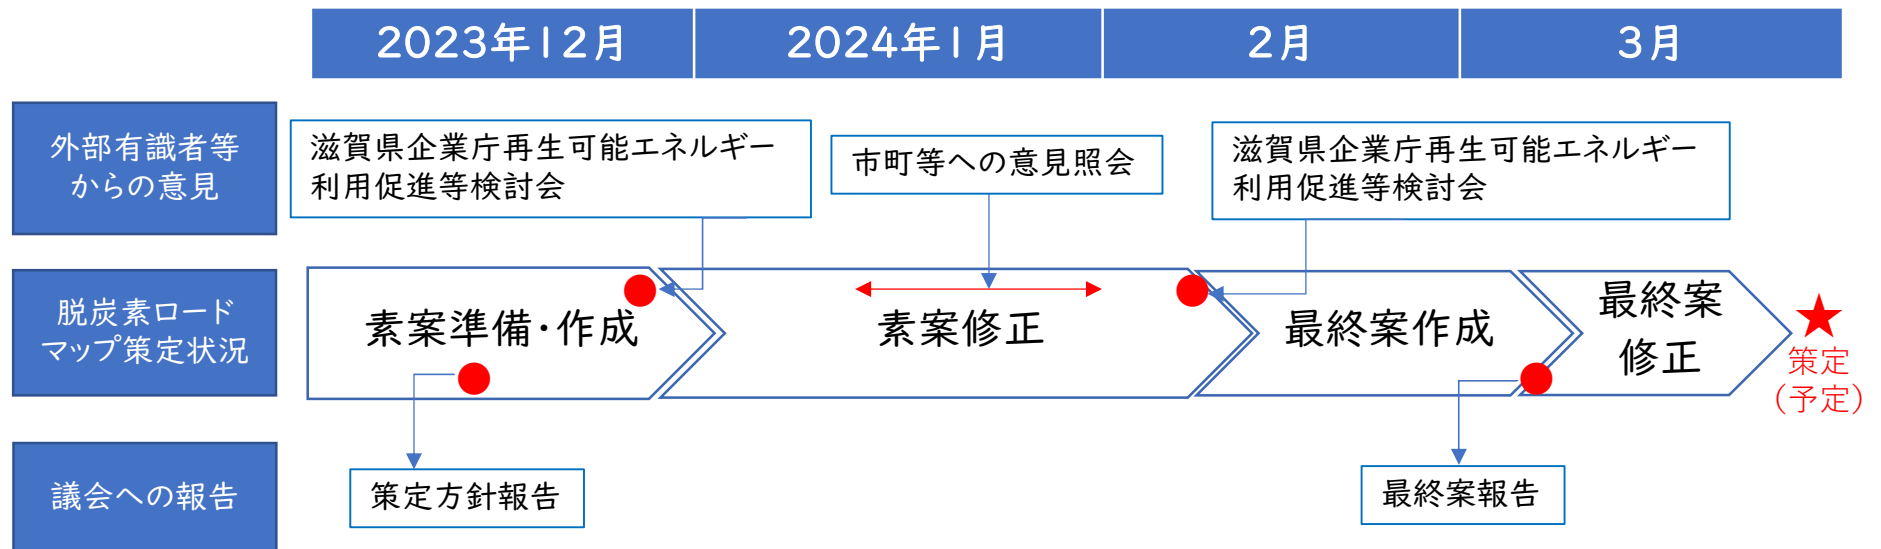 2023年12月
2024年1月
2月
3月
外部有識者等
からの意見
滋賀県企業庁再生可能エネルギー
利用促進等検討会
市町等への意見照会
滋賀県企業庁再生可能エネルギー
利用促進等検討会
脱炭素ロード
マップ策定状況
素案準備・作成
素案修正
最終案作成
最終案
修正
策定
(予定)
議会への報告
策定方針報告
最終案報告